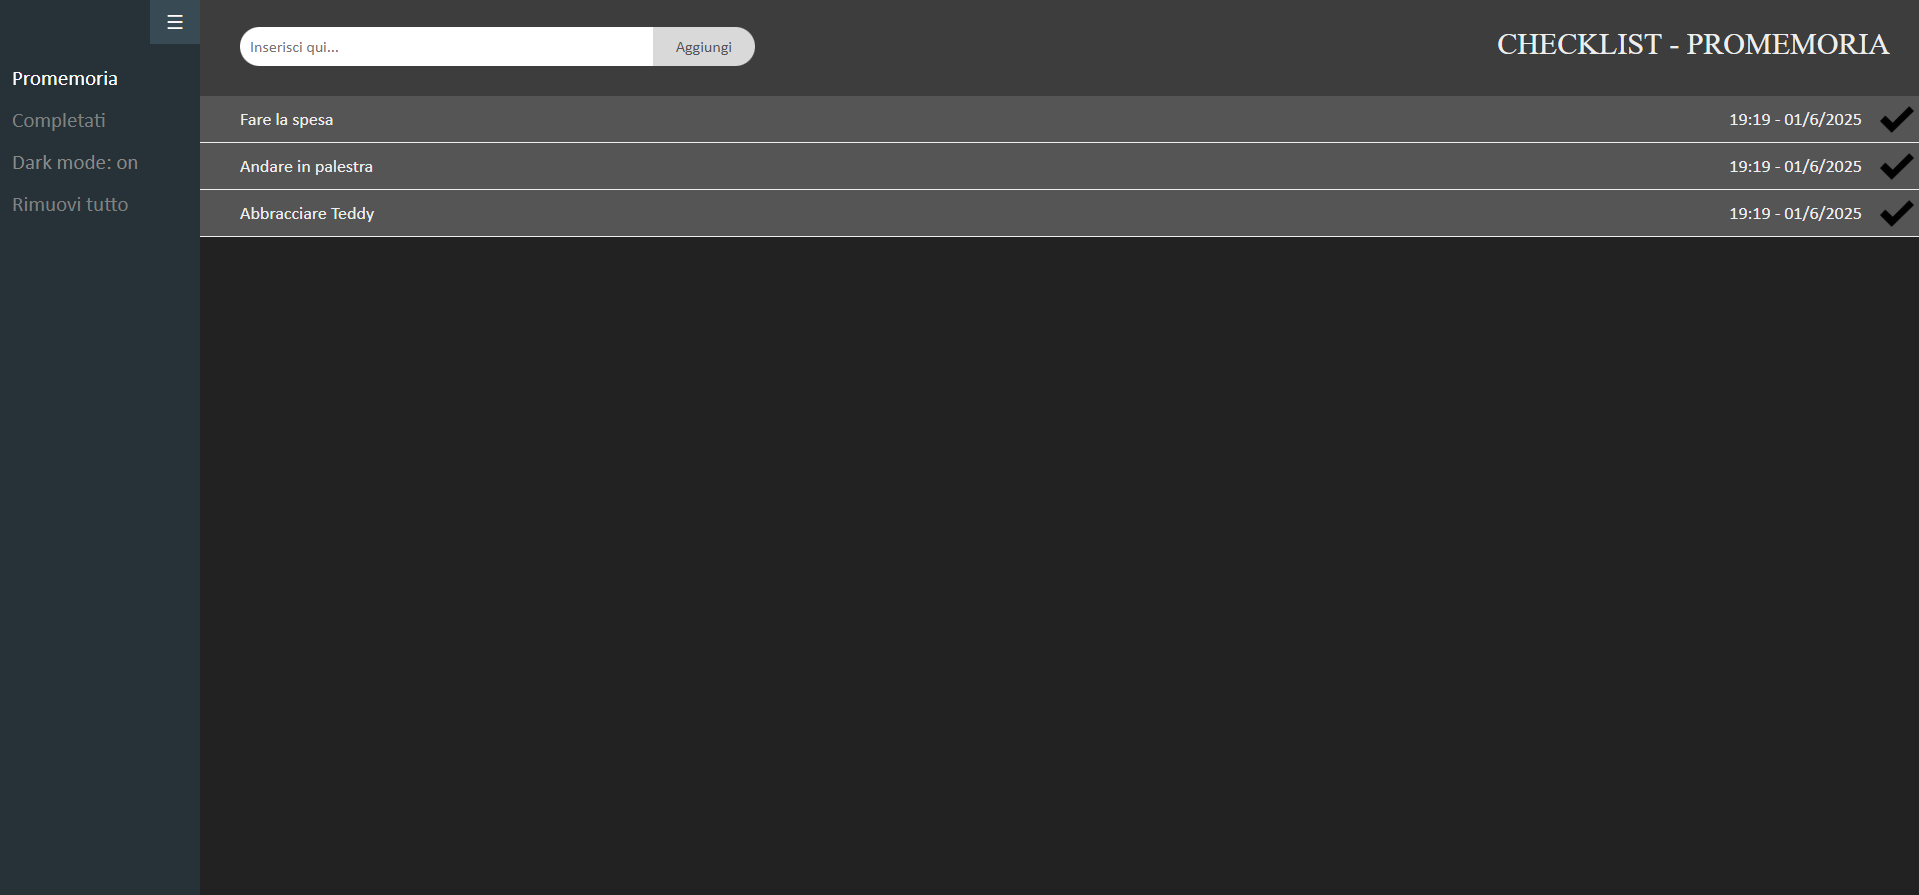 ☰
Promemoria
Completati
Dark mode: on
Rimuovi tutto
Inserisci qui...
Aggiungi
CHECKLIST - PROMEMORIA
Fare la spesa 19:19 - 01/6/2025
Andare in palestra 19:19 - 01/6/2025
Abbracciare Teddy 19:19 - 01/6/2025